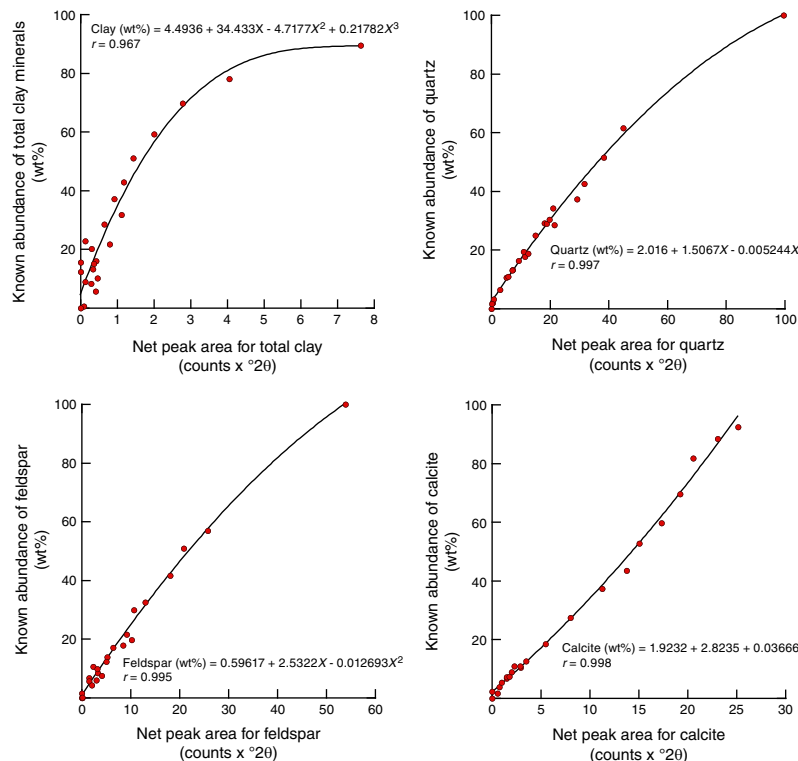 Known abundance of total clay minerals
(wt%)
100
80
60
40
20
0
Clay (wt%) = 4.4936 + 34.433X - 4.7177X² + 0.21782X³
r = 0.967
0 1 2 3 4 5 6 7 8
Net peak area for total clay
(counts x °2θ)
Known abundance of quartz
(wt%)
100
80
60
40
20
0
Quartz (wt%) = 2.016 + 1.5067X - 0.005244X
r = 0.997
0 20 40 60 80 100
Net peak area for quartz
(counts x °2θ)
Known abundance of feldspar
(wt%)
100
80
60
40
20
0
Feldspar (wt%) = 0.59617 + 2.5322X - 0.012693X²
r = 0.995
0 10 20 30 40 50 60
Net peak area for feldspar
(counts x °2θ)
Known abundance of calcite
(wt%)
100
80
60
40
20
0
Calcite (wt%) = 1.9232 + 2.8235 + 0.03666
r = 0.998
0 5 10 15 20 25 30
Net peak area for calcite
(counts x °2θ)